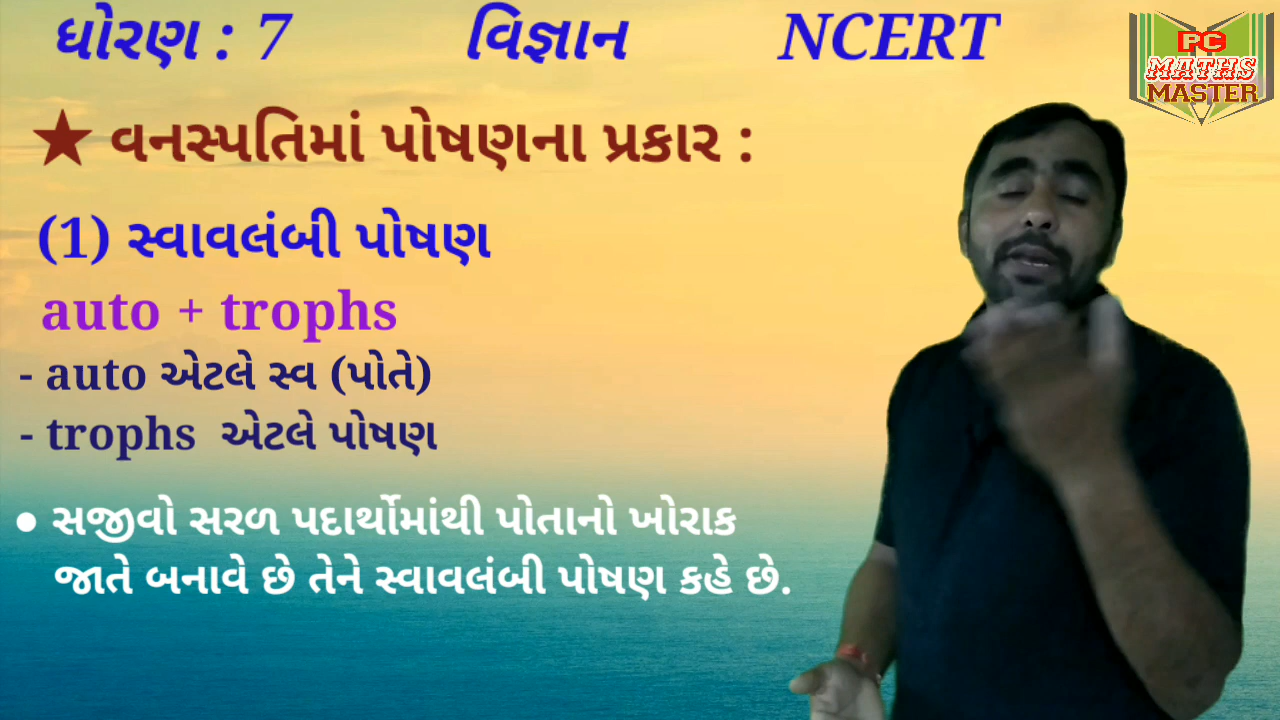 ધોરણ : 7 વિજ્ઞાન NCERT
PC
MATHS
MASTER
★ વનસ્પતિમાં પોષણના પ્રકાર :
(1) સ્વાવલંબી પોષણ
auto + trophs
- auto એટલે સ્વ (પોતે)
- trophs એટલે પોષણ
● સજીવો સરળ પદાર્થોમાંથી પોતાનો ખોરાક
જાતે બનાવે છે તેને સ્વાવલંબી પોષણ કહે છે.